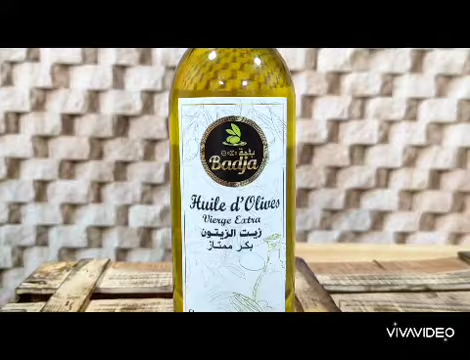 Badja
Huile d'Olives
Vierge Extra
زيت الزيتون
بكر ممتاز
VIVAVIDEO